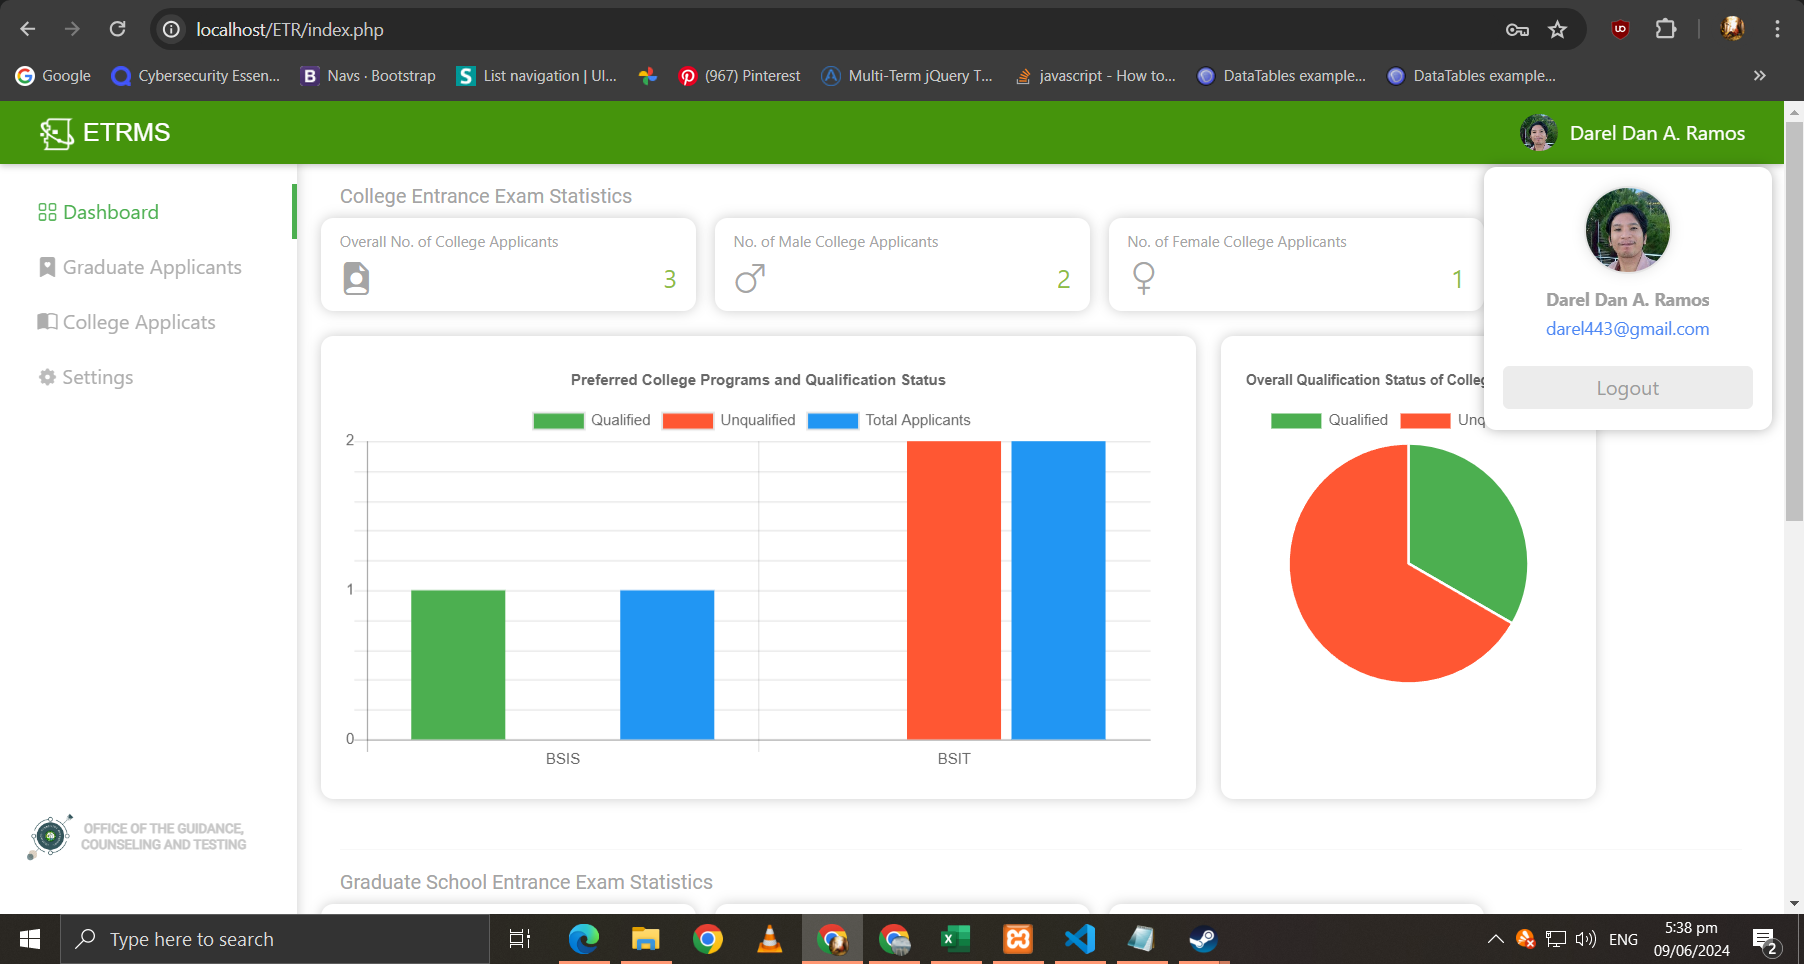 localhost/ETR/index.php
Google
Cybersecurity Essen...
Navs · Bootstrap
List navigation | UI...
(967) Pinterest
Multi-Term jQuery T...
javascript - How to...
DataTables example...
DataTables example...
ETRMS
Darel Dan A. Ramos
Dashboard
Graduate Applicants
College Applicats
Settings
OFFICE OF THE GUIDANCE,
COUNSELING AND TESTING
College Entrance Exam Statistics
Overall No. of College Applicants
3
No. of Male College Applicants
2
No. of Female College Applicants
1
Darel Dan A. Ramos
darel443@gmail.com
Logout
Preferred College Programs and Qualification Status
Qualified
Unqualified
Total Applicants
2
1
0
BSIS
BSIT
Overall Qualification Status of Colleg
Qualified
Unq
Graduate School Entrance Exam Statistics
Type here to search
ENG
5:38 pm
09/06/2024
2